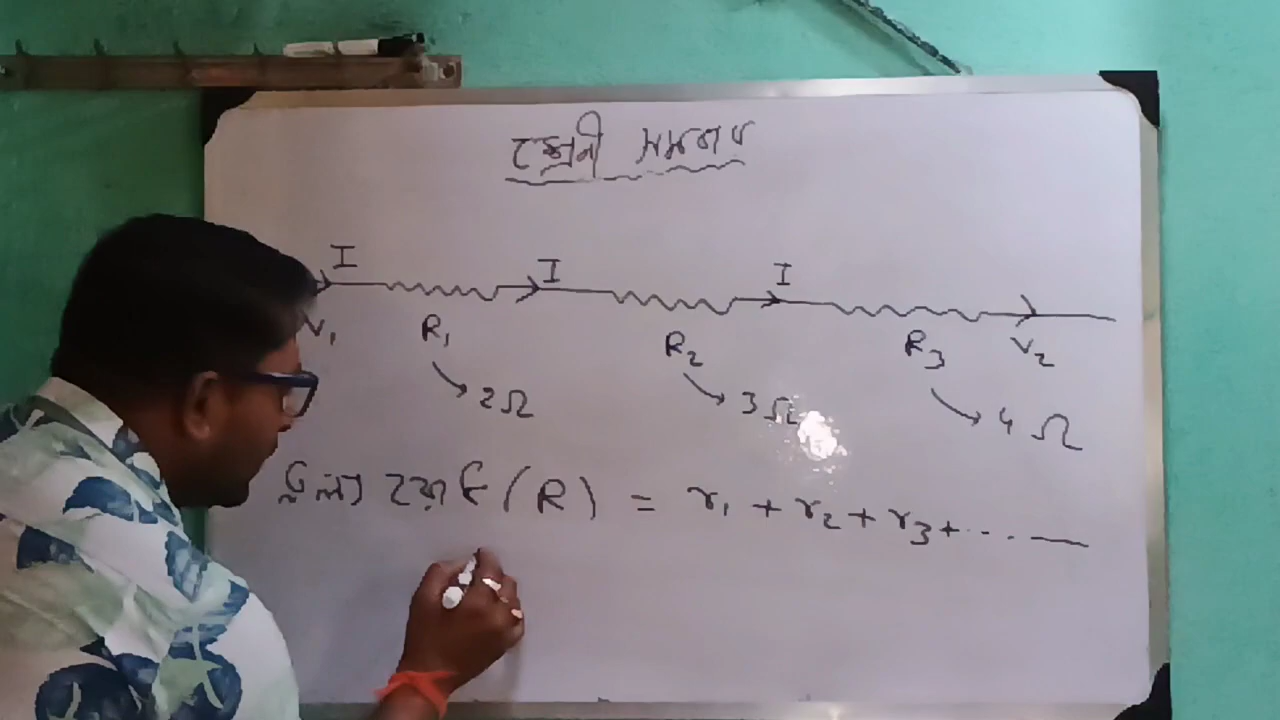 শ্রেনী সমবায়
I I I
V₁ R₁ R₂ R₃ V₂
2Ω 3Ω 4Ω
তুল্য রোধ (R) = r₁ + r₂ + r₃ + ......